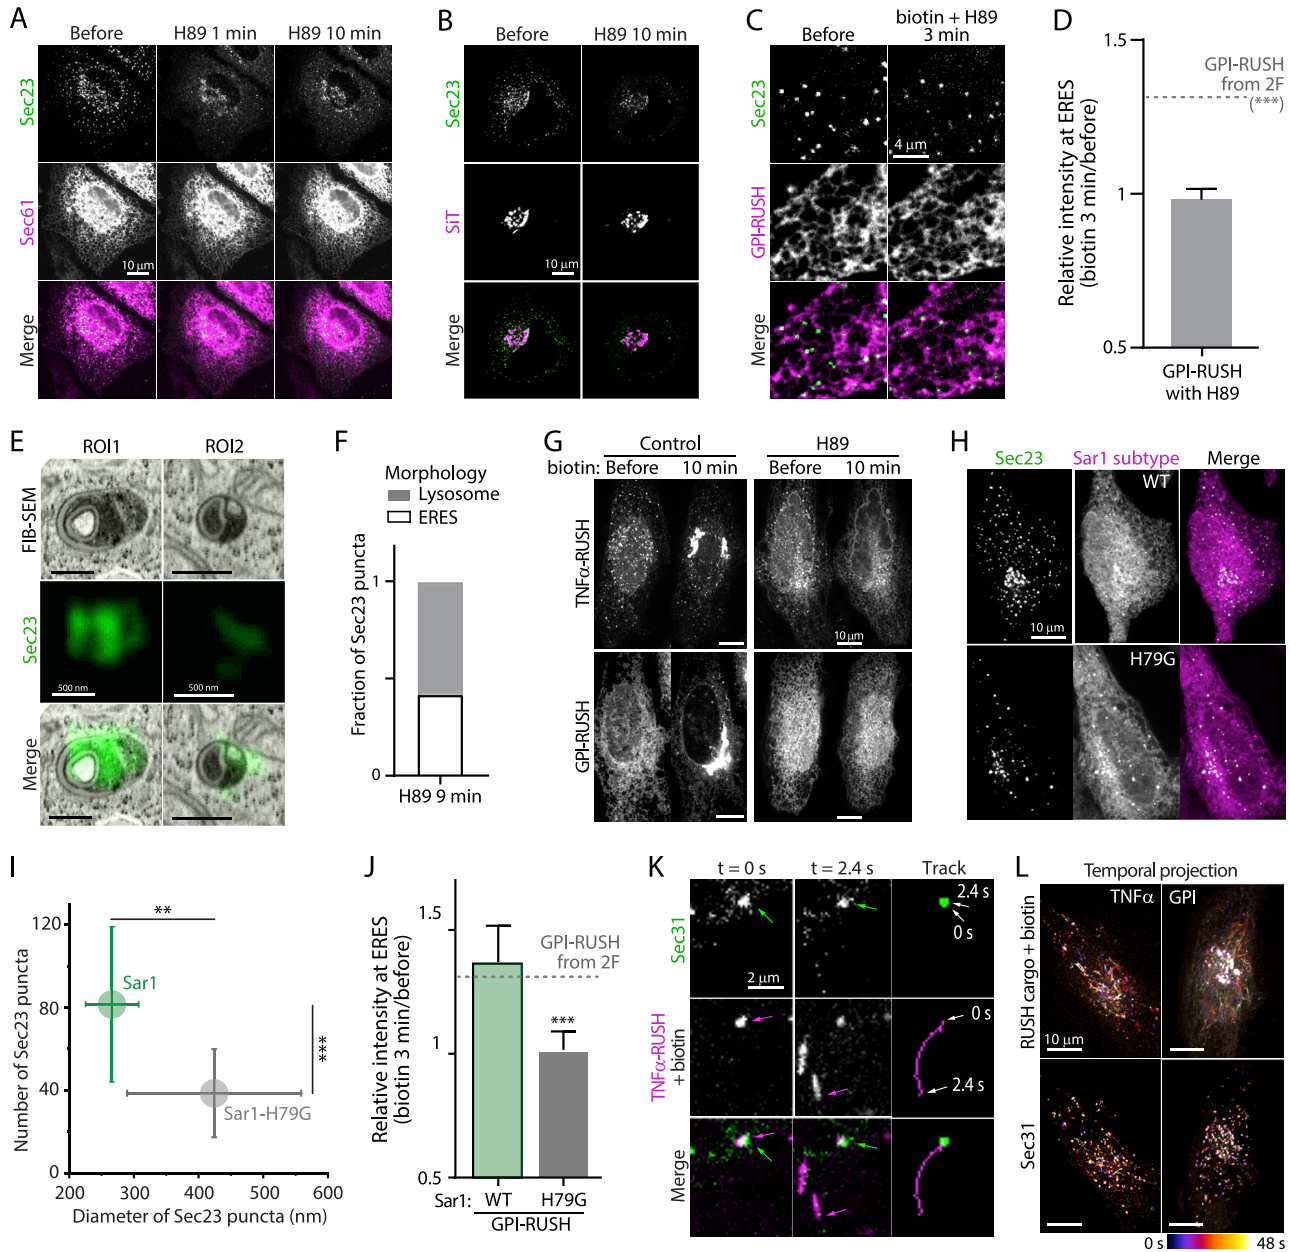 A
Before
H89 1 min
H89 10 min
Sec23
Sec61
10 μm
Merge
B
Before
H89 10 min
Sec23
SiT
10 μm
Merge
C
Before
biotin + H89
3 min
Sec23
4 μm
GPI-RUSH
Merge
D
Relative intensity at ERES
(biotin 3 min/before)
1.5
1
0.5
GPI-RUSH
from 2F
(***)
GPI-RUSH
with H89
E
ROI1
ROI2
FIB-SEM
Sec23
500 nm
500 nm
Merge
F
Morphology
Lysosome
ERES
Fraction of Sec23 puncta
1
0
H89 9 min
G
Control
H89
biotin: Before
10 min
Before
10 min
TNFα-RUSH
10 μm
GPI-RUSH
H
Sec23
Sar1 subtype
Merge
WT
10 μm
H79G
I
Number of Sec23 puncta
120
80
40
0
**
***
Sar1
Sar1-H79G
200
300
400
500
600
Diameter of Sec23 puncta (nm)
J
Relative intensity at ERES
(biotin 3 min/before)
1.5
1
0.5
GPI-RUSH
from 2F
***
Sar1:
WT
H79G
GPI-RUSH
K
t = 0 s
t = 2.4 s
Track
Sec31
2 μm
2.4 s
0 s
TNFα-RUSH
+ biotin
0 s
2.4 s
Merge
L
Temporal projection
TNFα
GPI
RUSH cargo + biotin
10 μm
Sec31
0 s
48 s